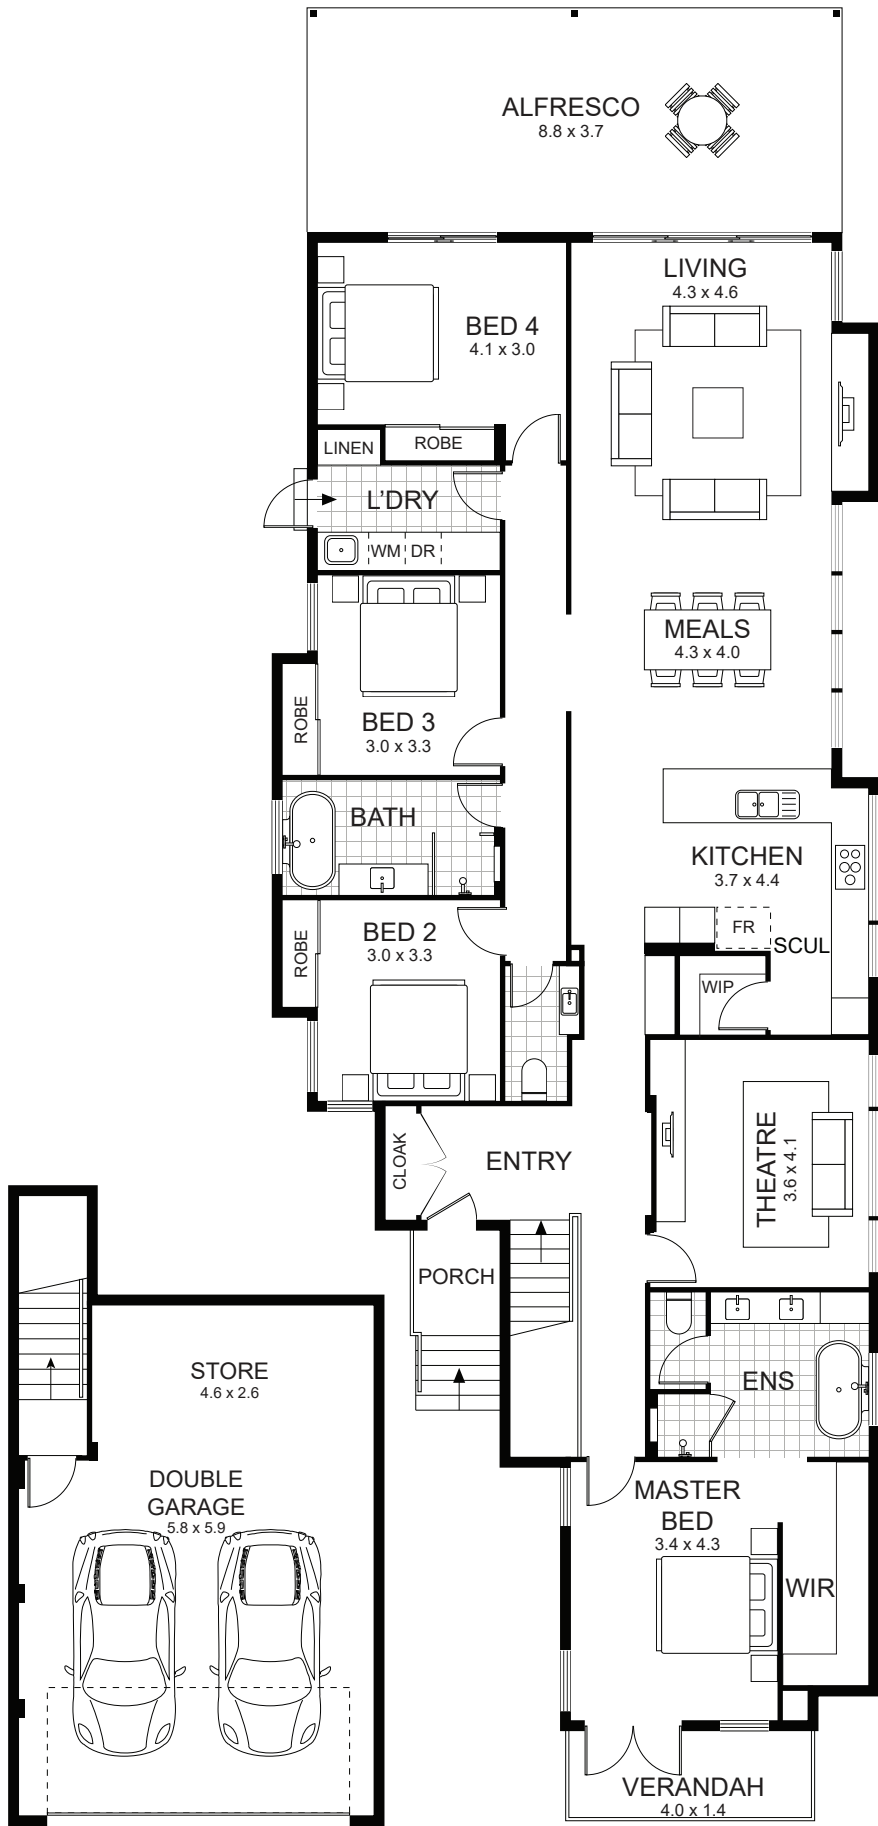 ALFRESCO
8.8 x 3.7
LIVING
4.3 x 4.6
BED 4
4.1 x 3.0
LINEN
ROBE
L'DRY
WM DR
MEALS
4.3 x 4.0
ROBE
BED 3
3.0 x 3.3
BATH
KITCHEN
3.7 x 4.4
FR
SCUL
WIP
ROBE
BED 2
3.0 x 3.3
CLOAK
ENTRY
THEATRE
3.6 x 4.1
PORCH
STORE
4.6 x 2.6
ENS
DOUBLE
GARAGE
5.8 x 5.9
MASTER
BED
3.4 x 4.3
WIR
VERANDAH
4.0 x 1.4